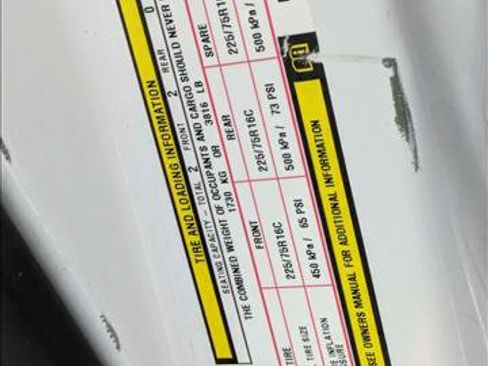 TIRE AND LOADING INFORMATION
SEATING CAPACITY - TOTAL 2 FRONT 2 REAR 0
THE COMBINED WEIGHT OF OCCUPANTS AND CARGO SHOULD NEVER
1730 KG OR 3816 LB
TIRE FRONT REAR SPARE
TIRE SIZE 225/75R16C 225/75R16C 225/75R1
INFLATION 450 kPa / 65 PSI 500 kPa / 73 PSI 500 kPa /
SEE OWNERS MANUAL FOR ADDITIONAL INFORMATION